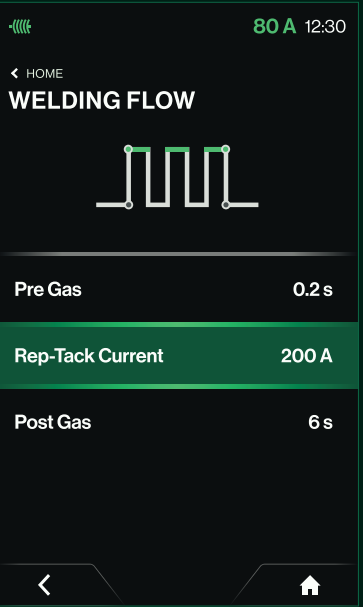 80 A 12:30
HOME
WELDING FLOW
Pre Gas 0.2 s
Rep-Tack Current 200 A
Post Gas 6 s